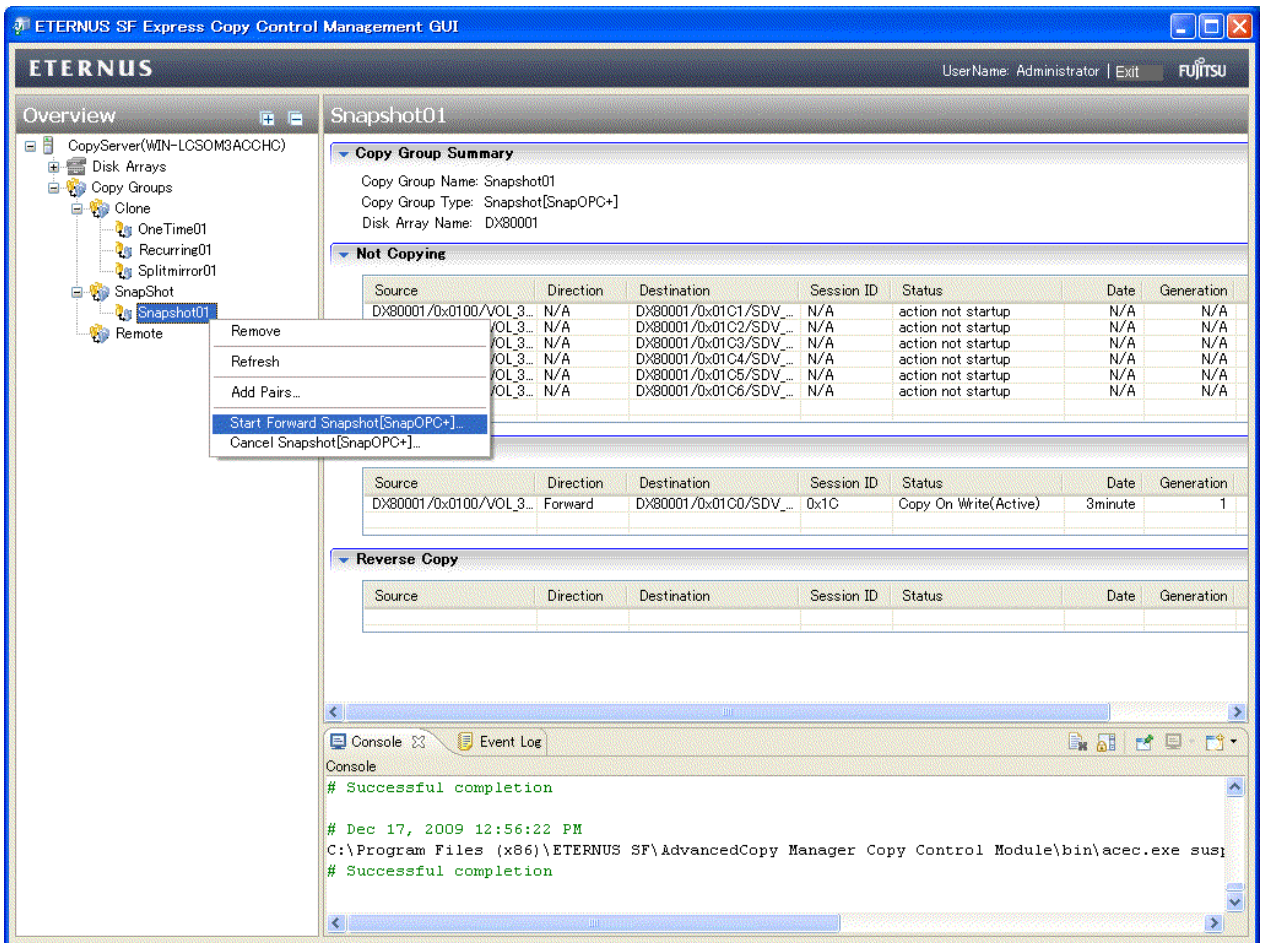 ETERNUS SF Express Copy Control Management GUI
ETERNUS
UserName: Administrator | Exit
FUJITSU
Overview
CopyServer(WIN-LCSOM3ACCHC)
Disk Arrays
Copy Groups
Clone
OneTime01
Recurring01
Splitmirror01
SnapShot
Snapshot01
Remote
Remove
Refresh
Add Pairs...
Start Forward Snapshot[SnapOPC+]...
Cancel Snapshot[SnapOPC+]...
Snapshot01
Copy Group Summary
Copy Group Name: Snapshot01
Copy Group Type: Snapshot[SnapOPC+]
Disk Array Name: DX80001
Not Copying
Source Direction Destination Session ID Status Date Generation
DX80001/0x0100/VOL_3... N/A DX80001/0x01C1/SDV_... N/A action not startup N/A N/A
/OL_3... N/A DX80001/0x01C2/SDV_... N/A action not startup N/A N/A
/OL_3... N/A DX80001/0x01C3/SDV_... N/A action not startup N/A N/A
/OL_3... N/A DX80001/0x01C4/SDV_... N/A action not startup N/A N/A
/OL_3... N/A DX80001/0x01C5/SDV_... N/A action not startup N/A N/A
/OL_3... N/A DX80001/0x01C6/SDV_... N/A action not startup N/A N/A
Source Direction Destination Session ID Status Date Generation
DX80001/0x0100/VOL_3... Forward DX80001/0x01C0/SDV_... 0x1C Copy On Write(Active) 3minute 1
Reverse Copy
Source Direction Destination Session ID Status Date Generation
Console Event Log
Console
# Successful completion
# Dec 17, 2009 12:56:22 PM
C:\Program Files (x86)\ETERNUS SF\AdvancedCopy Manager Copy Control Module\bin\acec.exe susp
# Successful completion